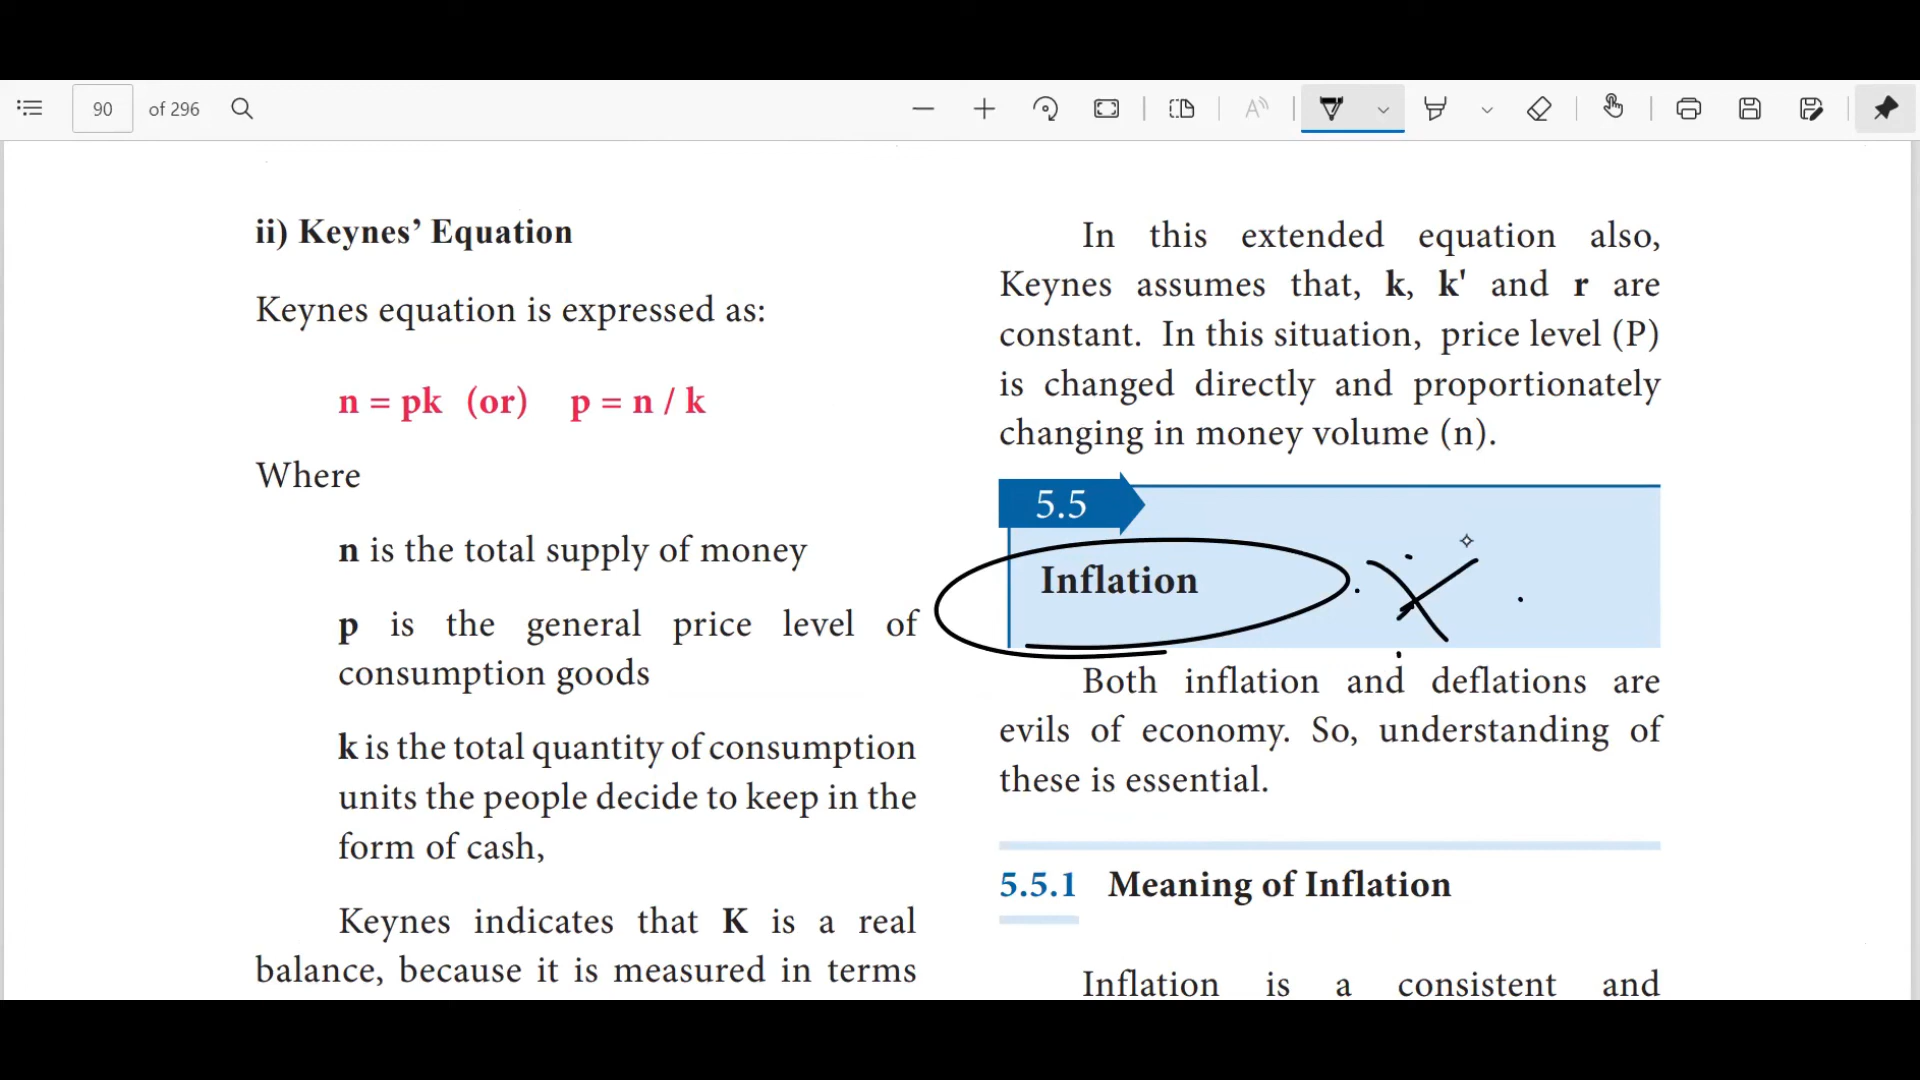 90 of 296
ii) Keynes’ Equation
Keynes equation is expressed as:
n = pk (or) p = n / k
Where
n is the total supply of money
p is the general price level of
consumption goods
k is the total quantity of consumption
units the people decide to keep in the
form of cash,
Keynes indicates that K is a real
balance, because it is measured in terms
In this extended equation also,
Keynes assumes that, k, k' and r are
constant. In this situation, price level (P)
is changed directly and proportionately
changing in money volume (n).
5.5
Inflation
Both inflation and deflations are
evils of economy. So, understanding of
these is essential.
5.5.1 Meaning of Inflation
Inflation is a consistent and